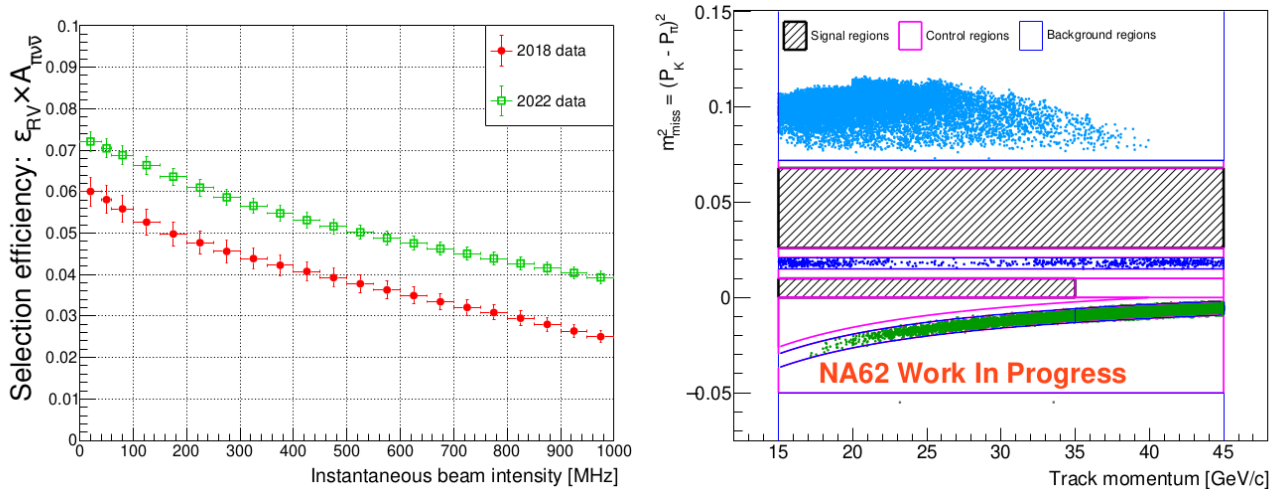 Selection efficiency: ε_RV×A_πνν̄
0.1
0.09
0.08
0.07
0.06
0.05
0.04
0.03
0.02
0.01
0
2018 data
2022 data
0 100 200 300 400 500 600 700 800 900 1000
Instantaneous beam intensity [MHz]
m²_miss = (P_K - P_π)²
0.15
0.1
0.05
0
−0.05
Signal regions Control regions Background regions
NA62 Work In Progress
15 20 25 30 35 40 45
Track momentum [GeV/c]